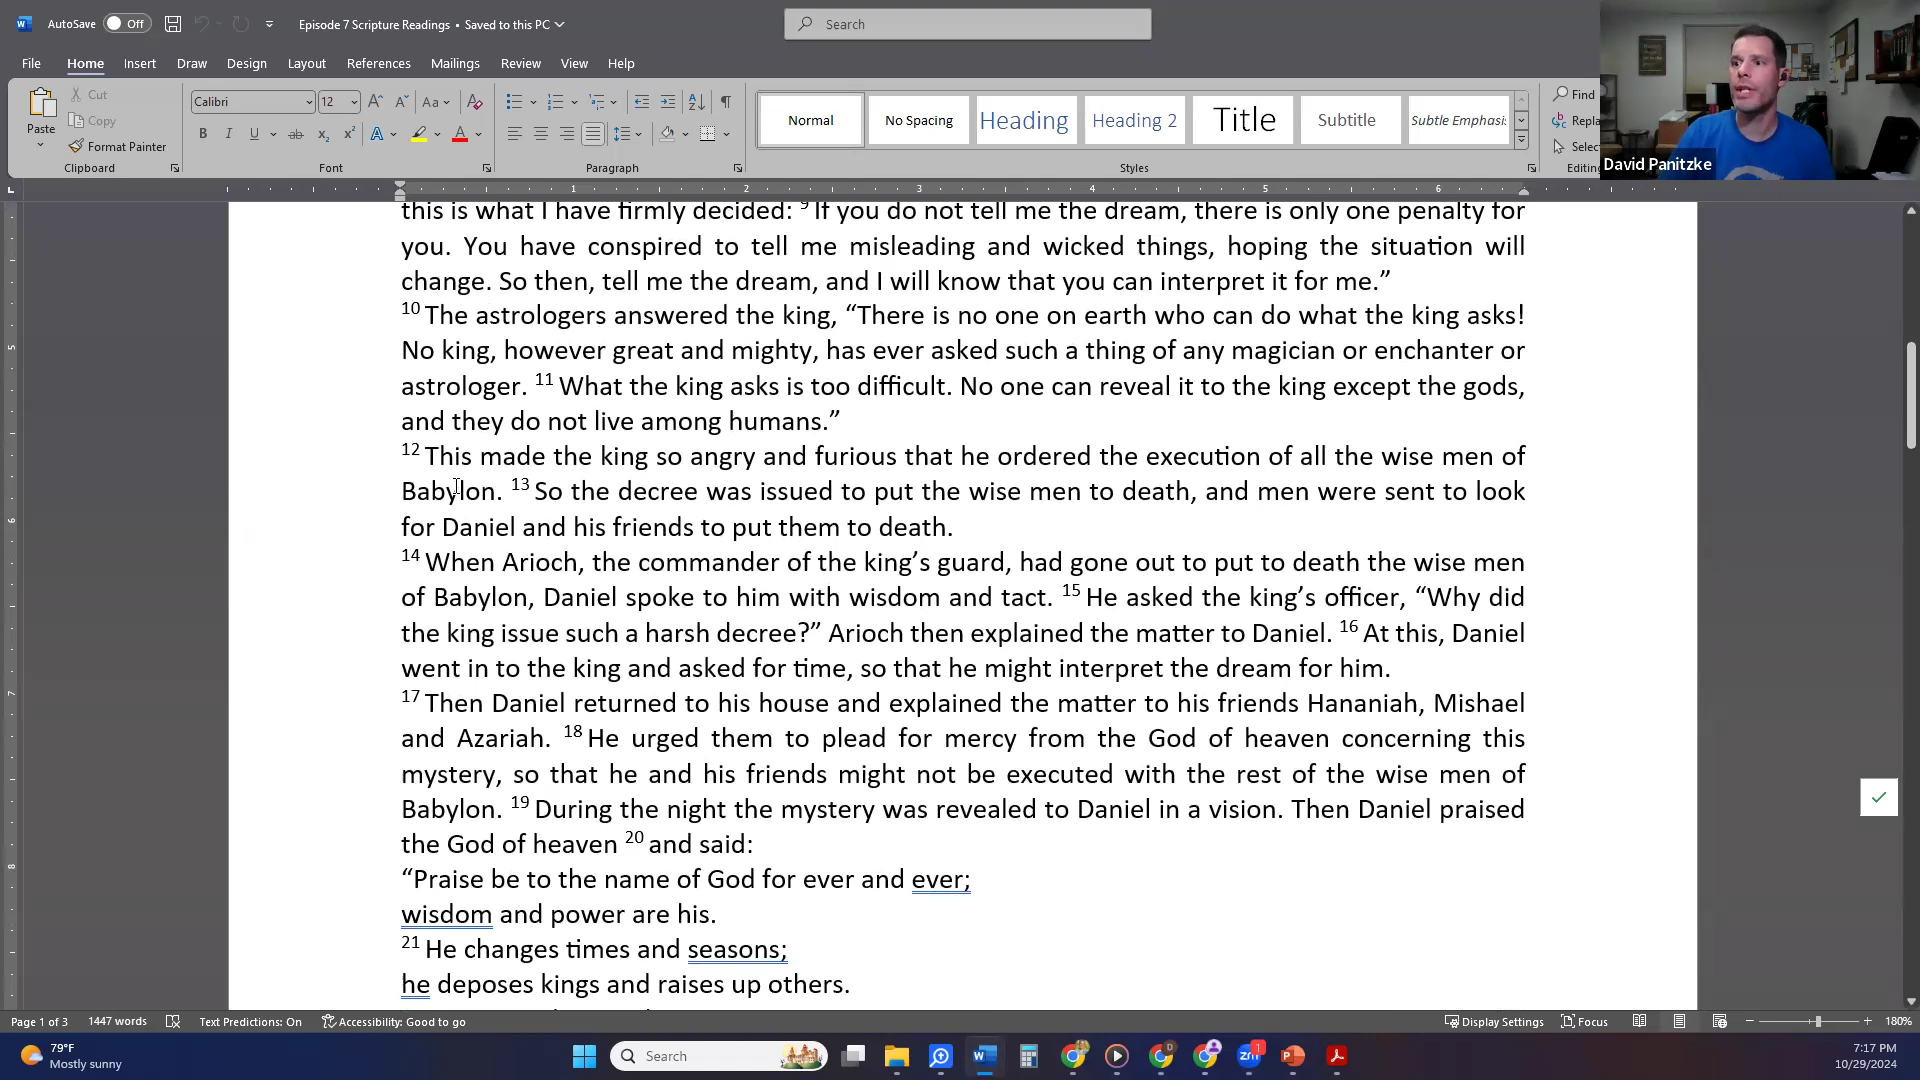 AutoSave Off Episode 7 Scripture Readings • Saved to this PC Search
File Home Insert Draw Design Layout References Mailings Review View Help
Paste Cut Copy Format Painter
Clipboard
Calibri 12
Font
Paragraph
Normal No Spacing Heading Heading 2 Title Subtitle Subtle Emphasis
Styles
Find
Repla
Selec
Editing
David Panitzke
1 2 3 4 5 6
this is what I have firmly decided: 9 If you do not tell me the dream, there is only one penalty for
you. You have conspired to tell me misleading and wicked things, hoping the situation will
change. So then, tell me the dream, and I will know that you can interpret it for me.”
10 The astrologers answered the king, “There is no one on earth who can do what the king asks!
No king, however great and mighty, has ever asked such a thing of any magician or enchanter or
astrologer. 11 What the king asks is too difficult. No one can reveal it to the king except the gods,
and they do not live among humans.”
12 This made the king so angry and furious that he ordered the execution of all the wise men of
Babylon. 13 So the decree was issued to put the wise men to death, and men were sent to look
for Daniel and his friends to put them to death.
14 When Arioch, the commander of the king’s guard, had gone out to put to death the wise men
of Babylon, Daniel spoke to him with wisdom and tact. 15 He asked the king’s officer, “Why did
the king issue such a harsh decree?” Arioch then explained the matter to Daniel. 16 At this, Daniel
went in to the king and asked for time, so that he might interpret the dream for him.
17 Then Daniel returned to his house and explained the matter to his friends Hananiah, Mishael
and Azariah. 18 He urged them to plead for mercy from the God of heaven concerning this
mystery, so that he and his friends might not be executed with the rest of the wise men of
Babylon. 19 During the night the mystery was revealed to Daniel in a vision. Then Daniel praised
the God of heaven 20 and said:
“Praise be to the name of God for ever and ever;
wisdom and power are his.
21 He changes times and seasons;
he deposes kings and raises up others.
Page 1 of 3 1447 words Text Predictions: On Accessibility: Good to go Display Settings Focus 180%
79°F
Mostly sunny
Search
7:17 PM
10/29/2024